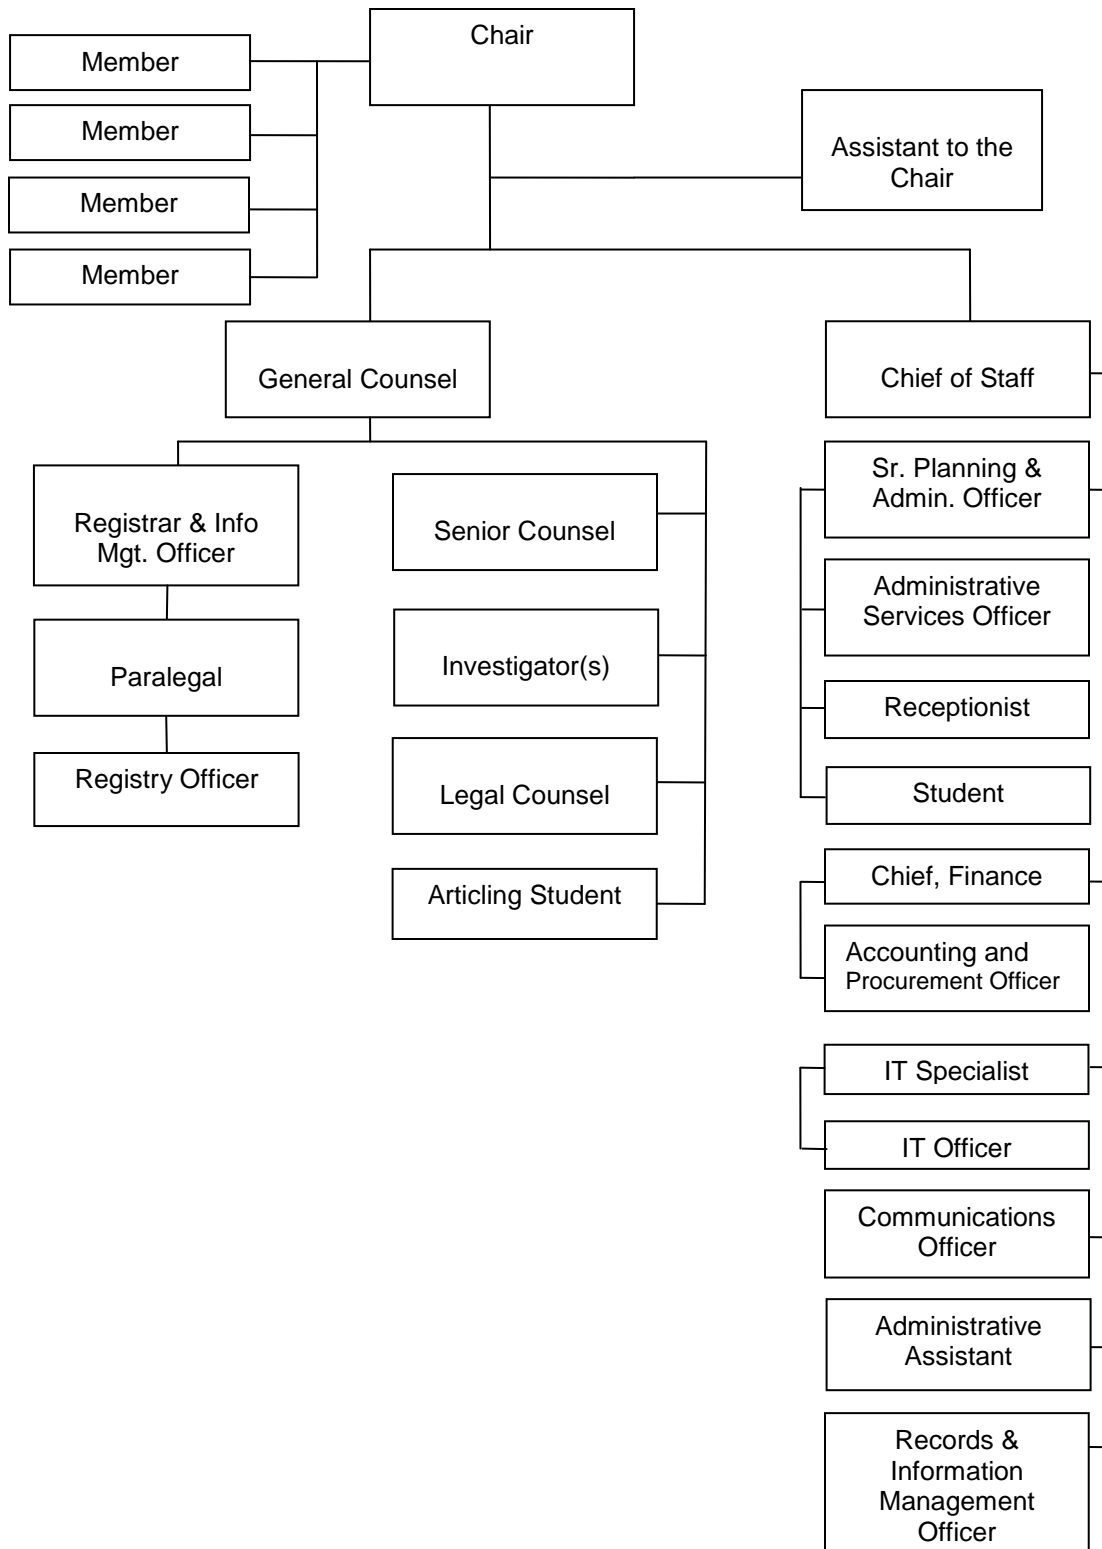 Chair
Member
Member
Member
Member
Assistant to the
Chair
General Counsel
Chief of Staff
Registrar & Info
Mgt. Officer
Paralegal
Registry Officer
Senior Counsel
Investigator(s)
Legal Counsel
Articling Student
Sr. Planning &
Admin. Officer
Administrative
Services Officer
Receptionist
Student
Chief, Finance
Accounting and
Procurement Officer
IT Specialist
IT Officer
Communications
Officer
Administrative
Assistant
Records &
Information
Management
Officer